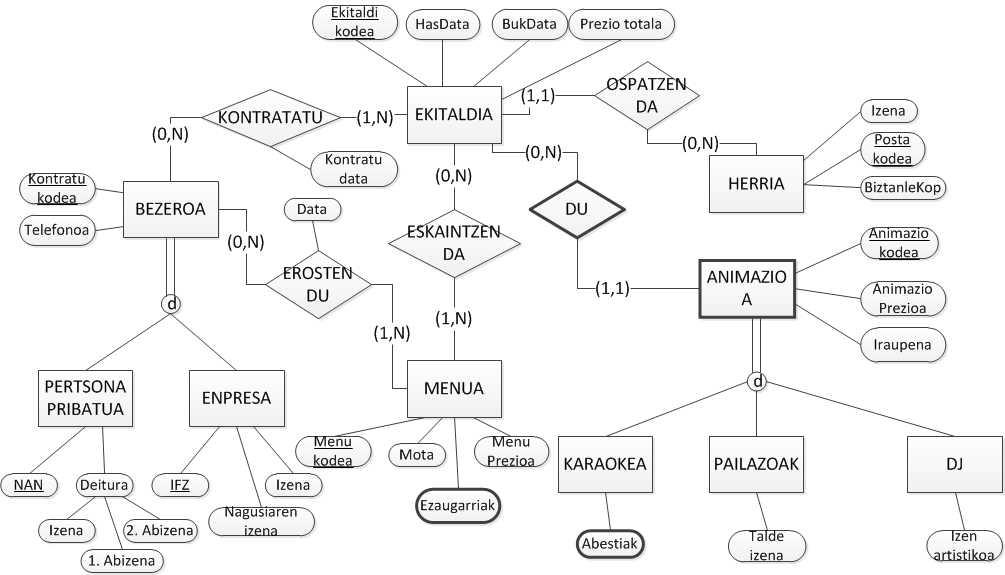 Ekitaldi
kodea
HasData
BukData
Prezio totala
KONTRATATU
(1,N)
EKITALDIA
(1,1)
OSPATZEN
DA
(0,N)
Kontratu
data
(0,N)
(0,N)
(0,N)
HERRIA
Izena
Posta
kodea
BiztanleKop
Kontratu
kodea
Telefonoa
BEZEROA
Data
(0,N)
EROSTEN
DU
ESKAINTZEN
DA
DU
Animazio
kodea
Animazio
Prezioa
Iraupena
ANIMAZIO
A
(1,1)
d
(1,N)
(1,N)
PERTSONA
PRIBATUA
ENPRESA
MENUA
d
NAN
Deitura
IFZ
Izena
Menu
kodea
Mota
Menu
Prezioa
KARAOKEA
PAILAZOAK
DJ
Izena
2. Abizena
1. Abizena
Nagusiaren
izena
Ezaugarriak
Abestiak
Talde
izena
Izen
artistikoa